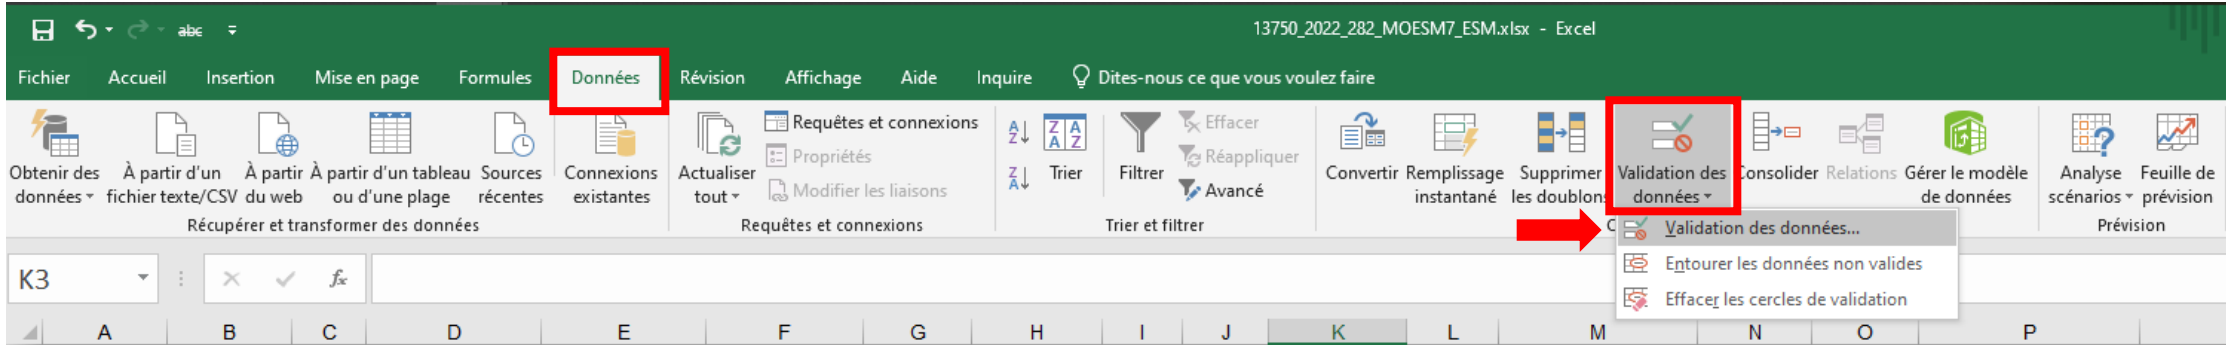 abc
13750_2022_282_MOESM7_ESM.xlsx - Excel
Fichier Accueil Insertion Mise en page Formules Données Révision Affichage Aide Inquire Dites-nous ce que vous voulez faire
Obtenir des
données
À partir d'un
fichier texte/CSV
À partir
du web
À partir d'un tableau
ou d'une plage
Sources
récentes
Connexions
existantes
Récupérer et transformer des données
Actualiser
tout
Requêtes et connexions
Propriétés
Modifier les liaisons
Requêtes et connexions
A
Z
Z
A
Z A
A Z
Trier
Filtrer
Effacer
Réappliquer
Avancé
Trier et filtrer
Convertir
Remplissage
instantané
Supprimer
les doublons
Validation des
données
Consolider
Relations
Gérer le modèle
de données
Analyse
scénarios
Feuille de
prévision
Prévision
Validation des données...
Entourer les données non valides
Effacer les cercles de validation
K3
fx
A B C D E F G H I J K L M N O P